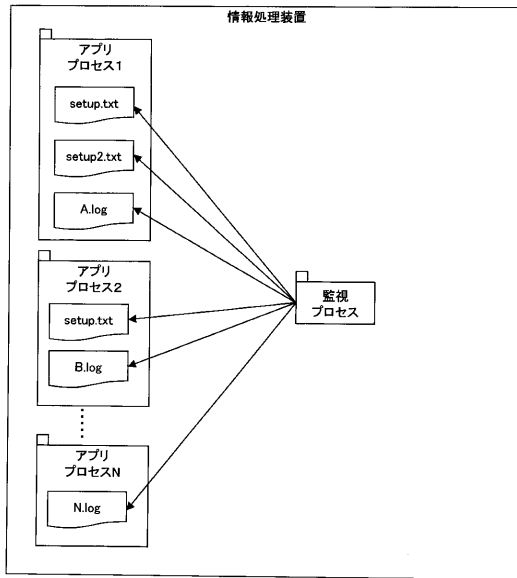 情報処理装置
アプリ
プロセス1
setup.txt
setup2.txt
A.log
アプリ
プロセス2
setup.txt
B.log
アプリ
プロセスN
N.log
監視
プロセス